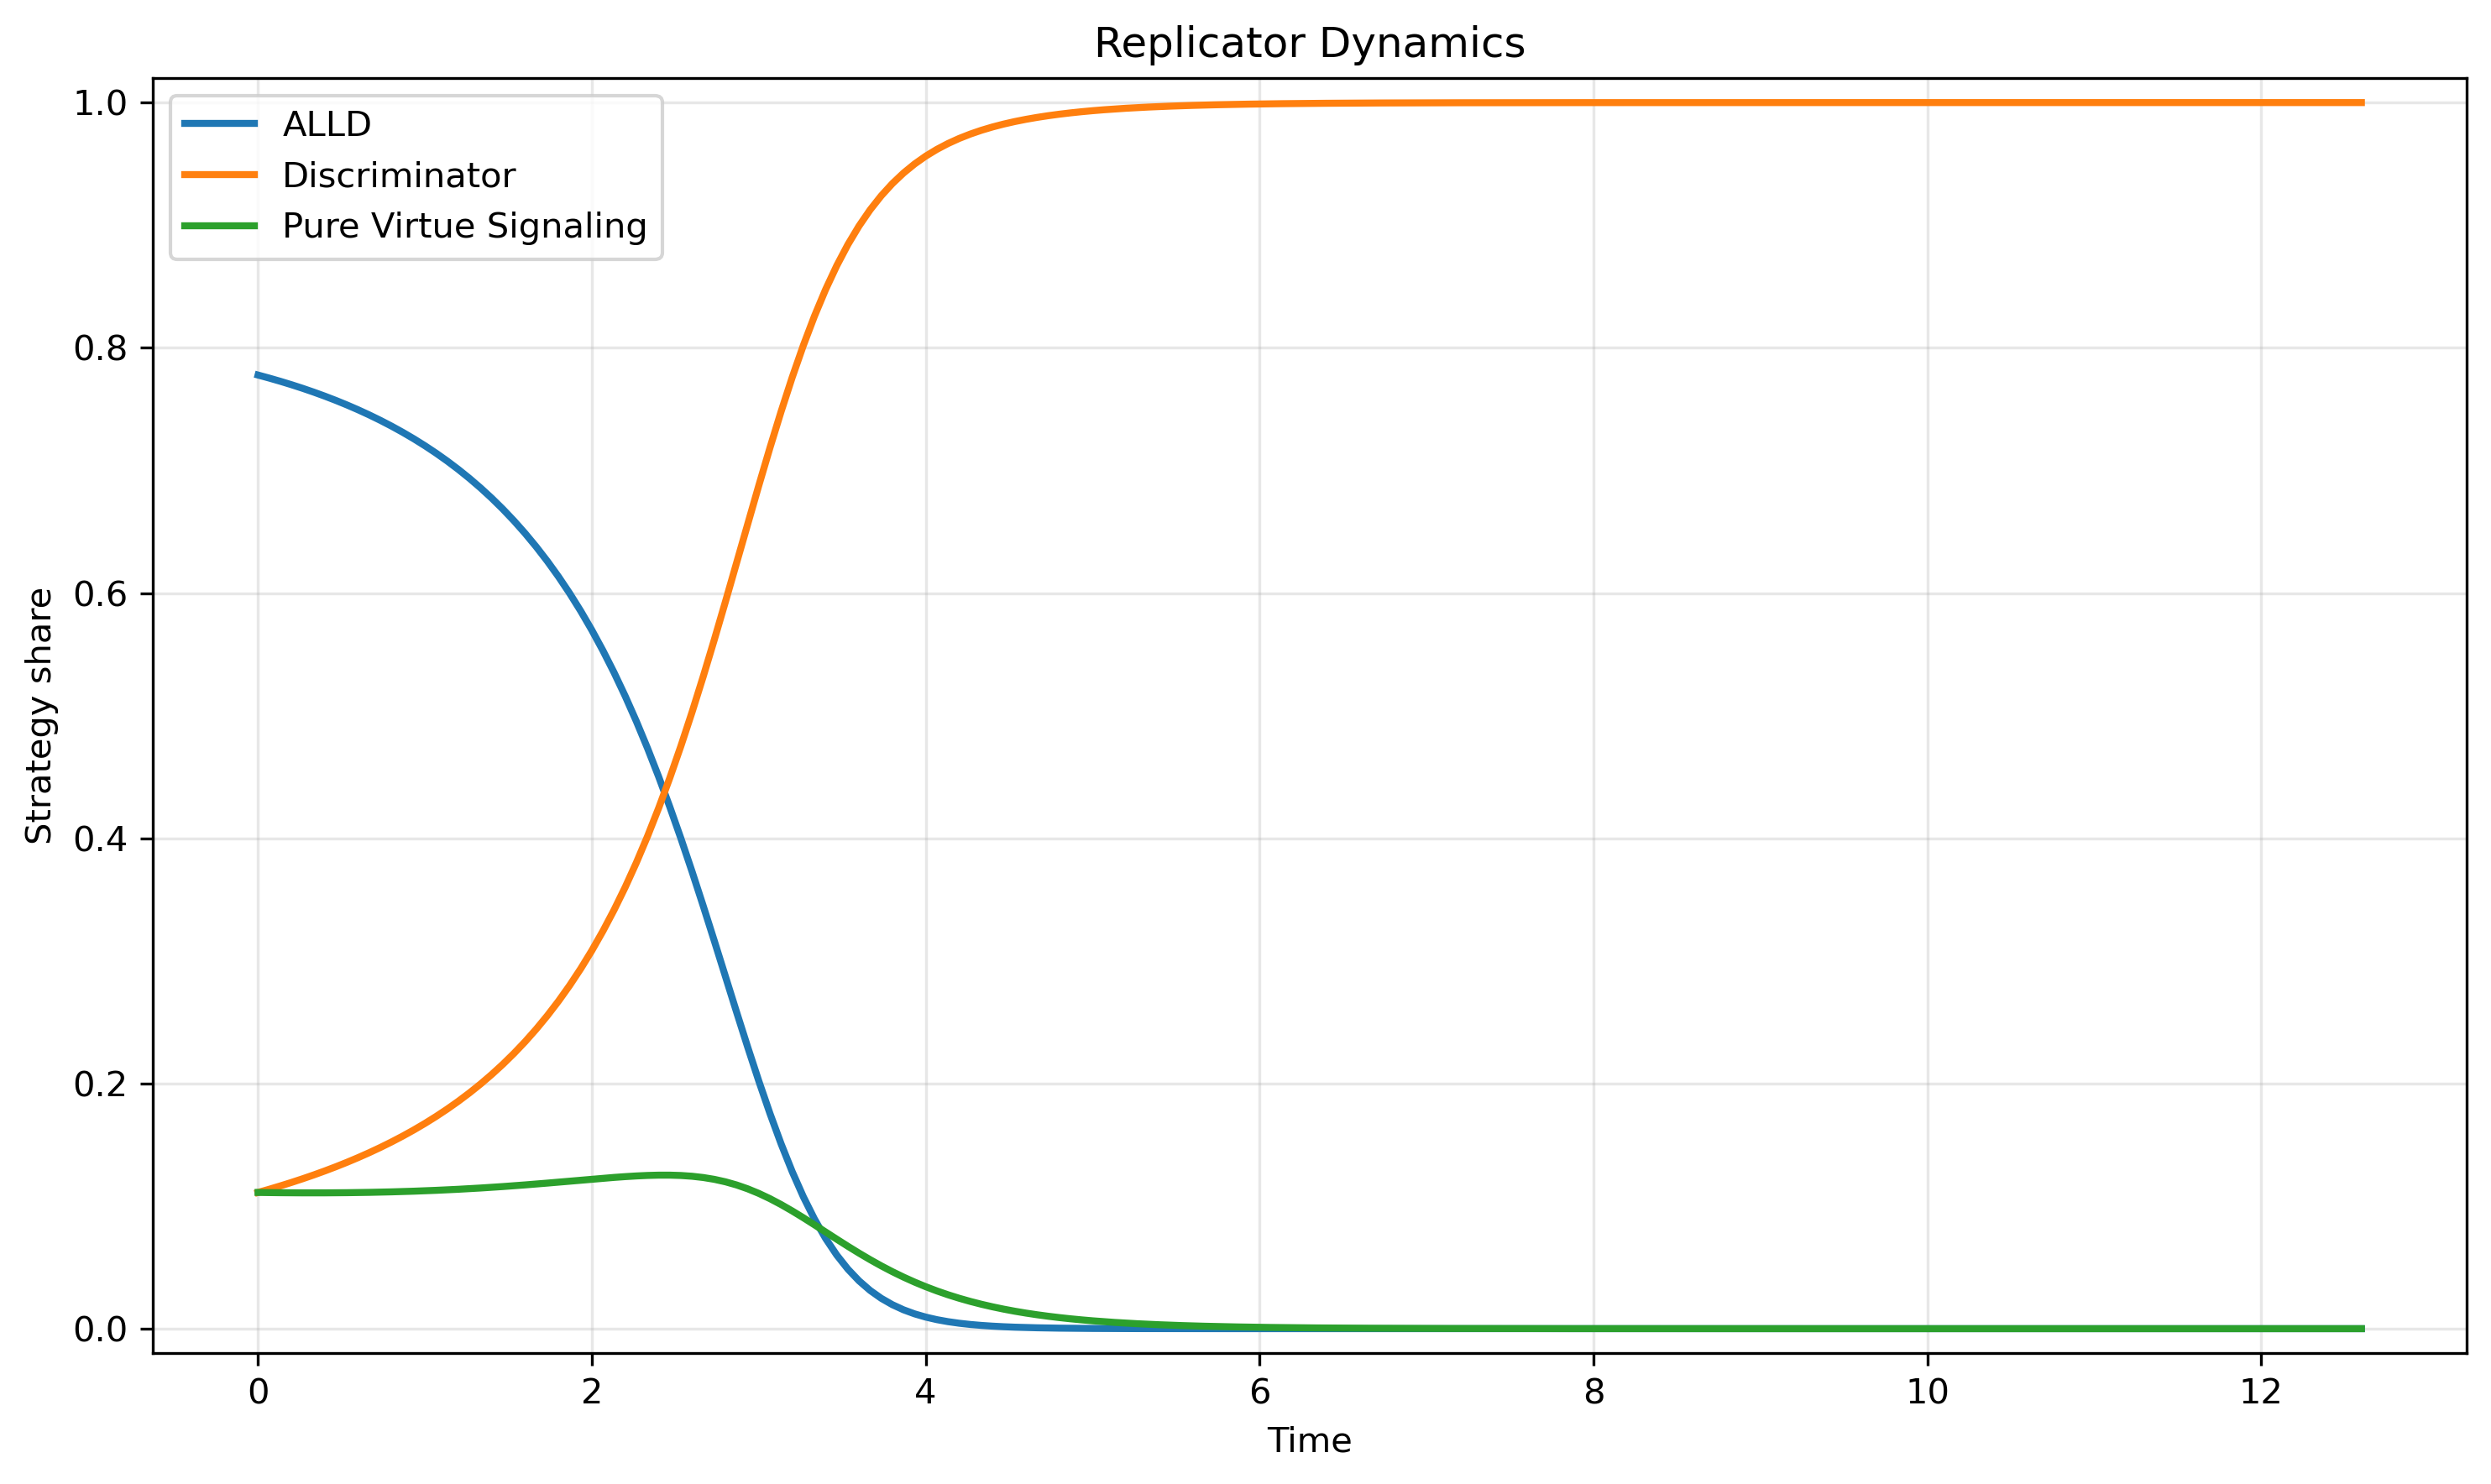 Replicator Dynamics
ALLD
Discriminator
Pure Virtue Signaling
Strategy share
1.0
0.8
0.6
0.4
0.2
0.0
0 2 4 6 8 10 12
Time